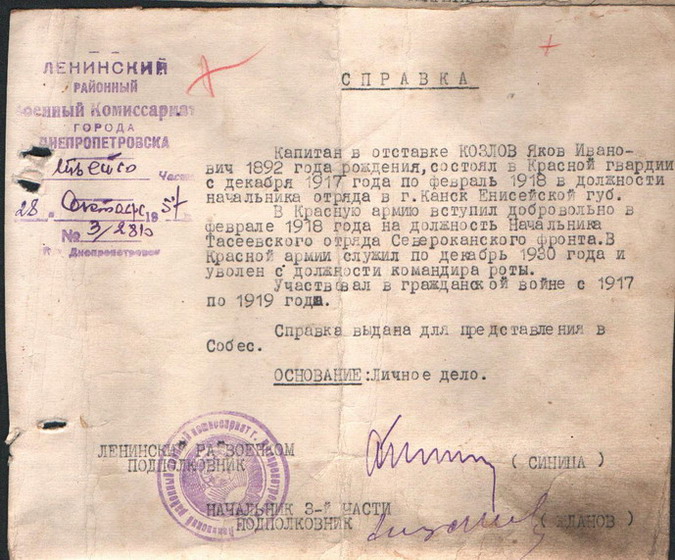 ЛЕНИНСКИЙ
РАЙОННЫЙ
Военный Комиссариат
ГОРОДА
ДНЕПРОПЕТРОВСКА
Часть
28 " октября 1957
№ 3/2810
г. Днепропетровск
СПРАВКА
Капитан в отставке КОЗЛОВ Яков Ивано-
вич 1892 года рождения, состоял в Красной гвардии
с декабря 1917 года по февраль 1918 в должности
начальника отряда в г.Канск Енисейской губ.
В Красную армию вступил добровольно в
феврале 1918 года на должность Начальника
Тасеевского отряда Североканского фронта.В
Красной армии служил по декабрь 1930 года и
уволен с должности командира роты.
Участвовал в гражданской войне с 1917
по 1919 года.
Справка выдана для представления в
Собес.
ОСНОВАНИЕ:Личное дело.
ЛЕНИНСКИЙ РАЙВОЕНКОМ
ПОДПОЛКОВНИК
( СИНИЦА )
НАЧАЛЬНИК 3-й ЧАСТИ
ПОДПОЛКОВНИК